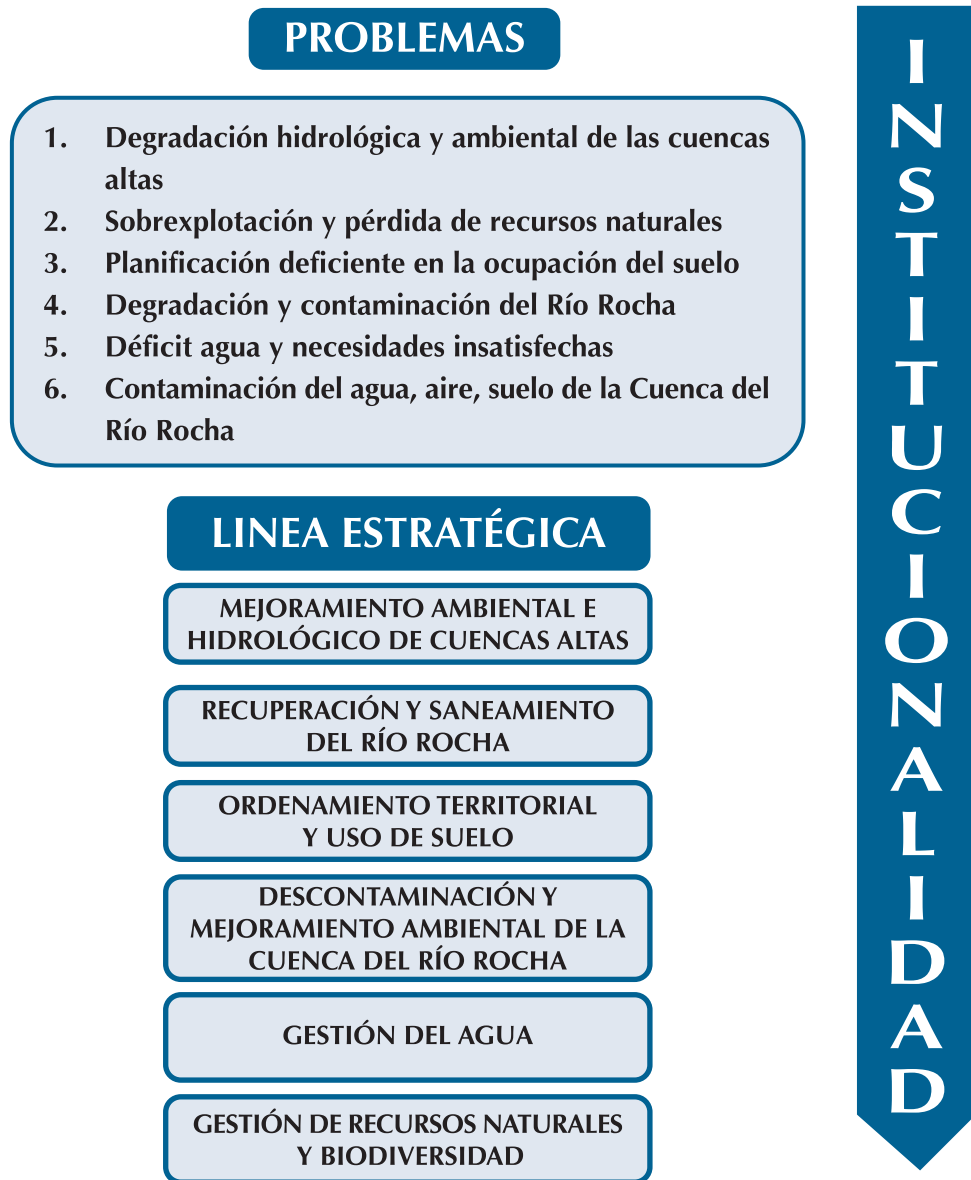 PROBLEMAS
1. Degradación hidrológica y ambiental de las cuencas
altas
2. Sobrexplotación y pérdida de recursos naturales
3. Planificación deficiente en la ocupación del suelo
4. Degradación y contaminación del Río Rocha
5. Déficit agua y necesidades insatisfechas
6. Contaminación del agua, aire, suelo de la Cuenca del
Río Rocha
LINEA ESTRATÉGICA
MEJORAMIENTO AMBIENTAL E
HIDROLÓGICO DE CUENCAS ALTAS
RECUPERACIÓN Y SANEAMIENTO
DEL RÍO ROCHA
ORDENAMIENTO TERRITORIAL
Y USO DE SUELO
DESCONTAMINACIÓN Y
MEJORAMIENTO AMBIENTAL DE LA
CUENCA DEL RÍO ROCHA
GESTIÓN DEL AGUA
GESTIÓN DE RECURSOS NATURALES
Y BIODIVERSIDAD
INSTITUCIONALIDAD